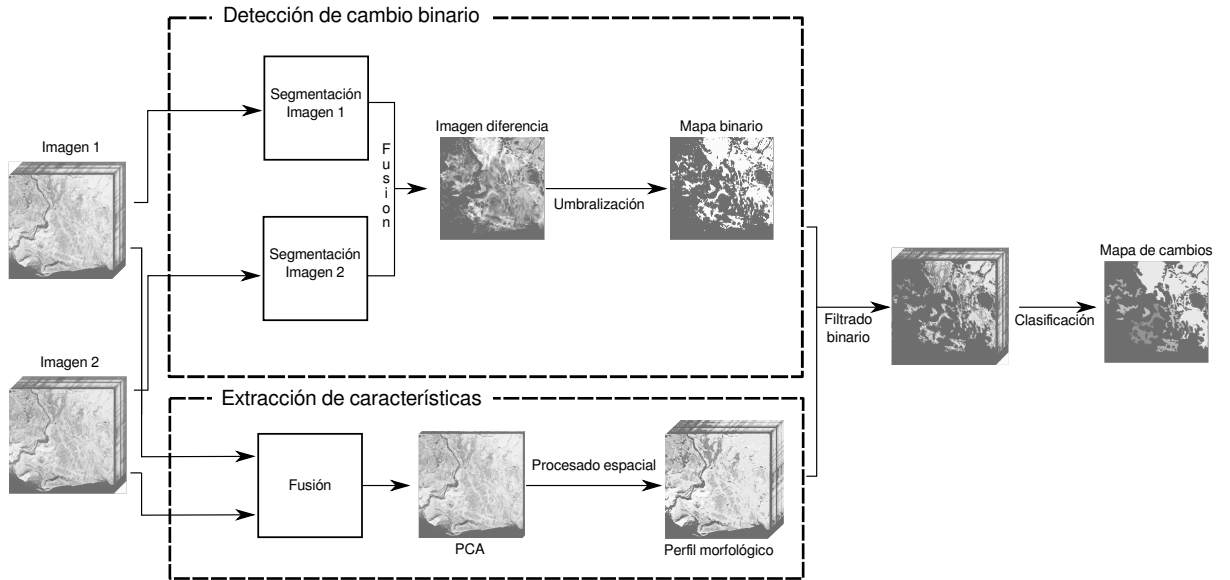 Detección de cambio binario
Segmentación
Imagen 1
Imagen 1
Fusion
Imagen diferencia
Mapa binario
Umbralización
Segmentación
Imagen 2
Mapa de cambios
Filtrado
binario
Clasificación
Imagen 2
Extracción de características
Fusión
Procesado espacial
PCA
Perfil morfológico